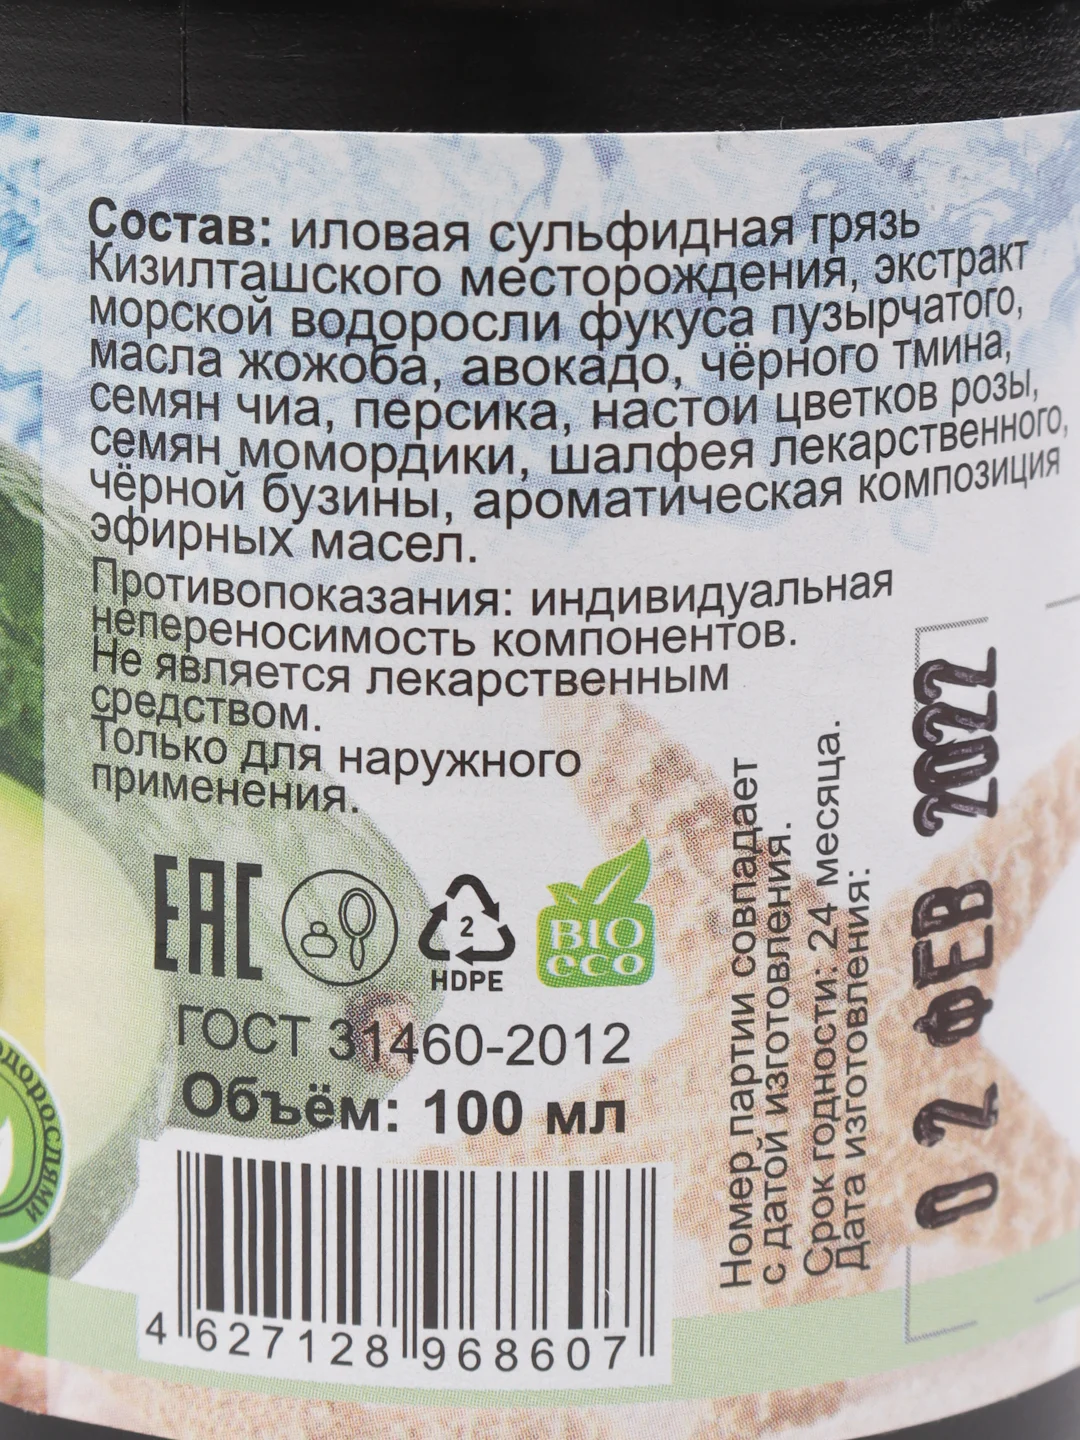 Состав: иловая сульфидная грязь
Кизилташского месторождения, экстракт
морской водоросли фукуса пузырчатого,
масла жожоба, авокадо, чёрного тмина,
семян чиа, персика, настои цветков розы,
семян момордики, шалфея лекарственного,
чёрной бузины, ароматическая композиция
эфирных масел.
Противопоказания: индивидуальная
непереносимость компонентов.
Не является лекарственным
средством.
Только для наружного
применения.
ЕАС
2
HDPE
BIO
eco
ГОСТ 31460-2012
Объём: 100 мл
4 627128 968607
Номер партии совпадает
с датой изготовления.
Срок годности: 24 месяца.
Дата изготовления:
02 ФЕВ 2022